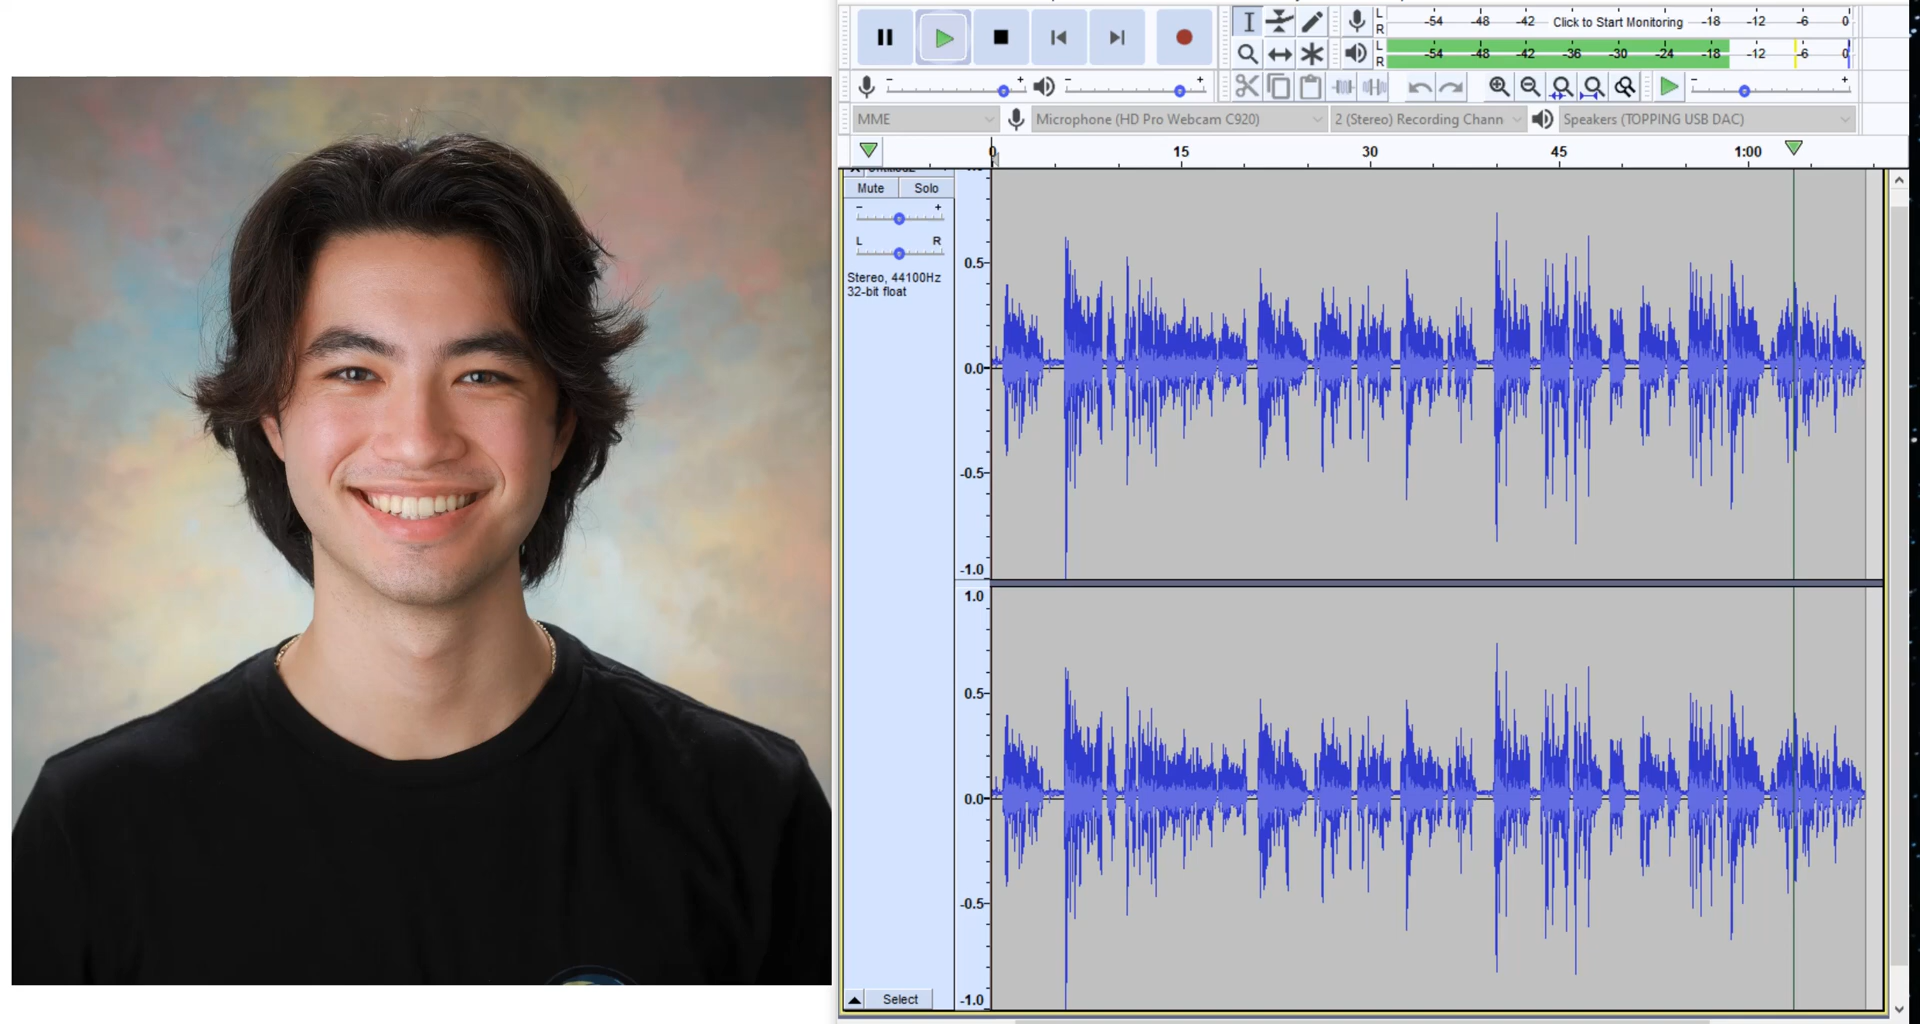 L
R
-54 -48 -42 Click to Start Monitoring -18 -12 -6 0
L
R
-54 -48 -42 -36 -30 -24 -18 -12 -6 0
- + - + - +
MME Microphone (HD Pro Webcam C920) 2 (Stereo) Recording Chann Speakers (TOPPING USB DAC)
0 15 30 45 1:00
Mute Solo
- +
L R
Stereo, 44100Hz
32-bit float
0.5
0.0
-0.5
-1.0
1.0
0.5
0.0
-0.5
-1.0
Select